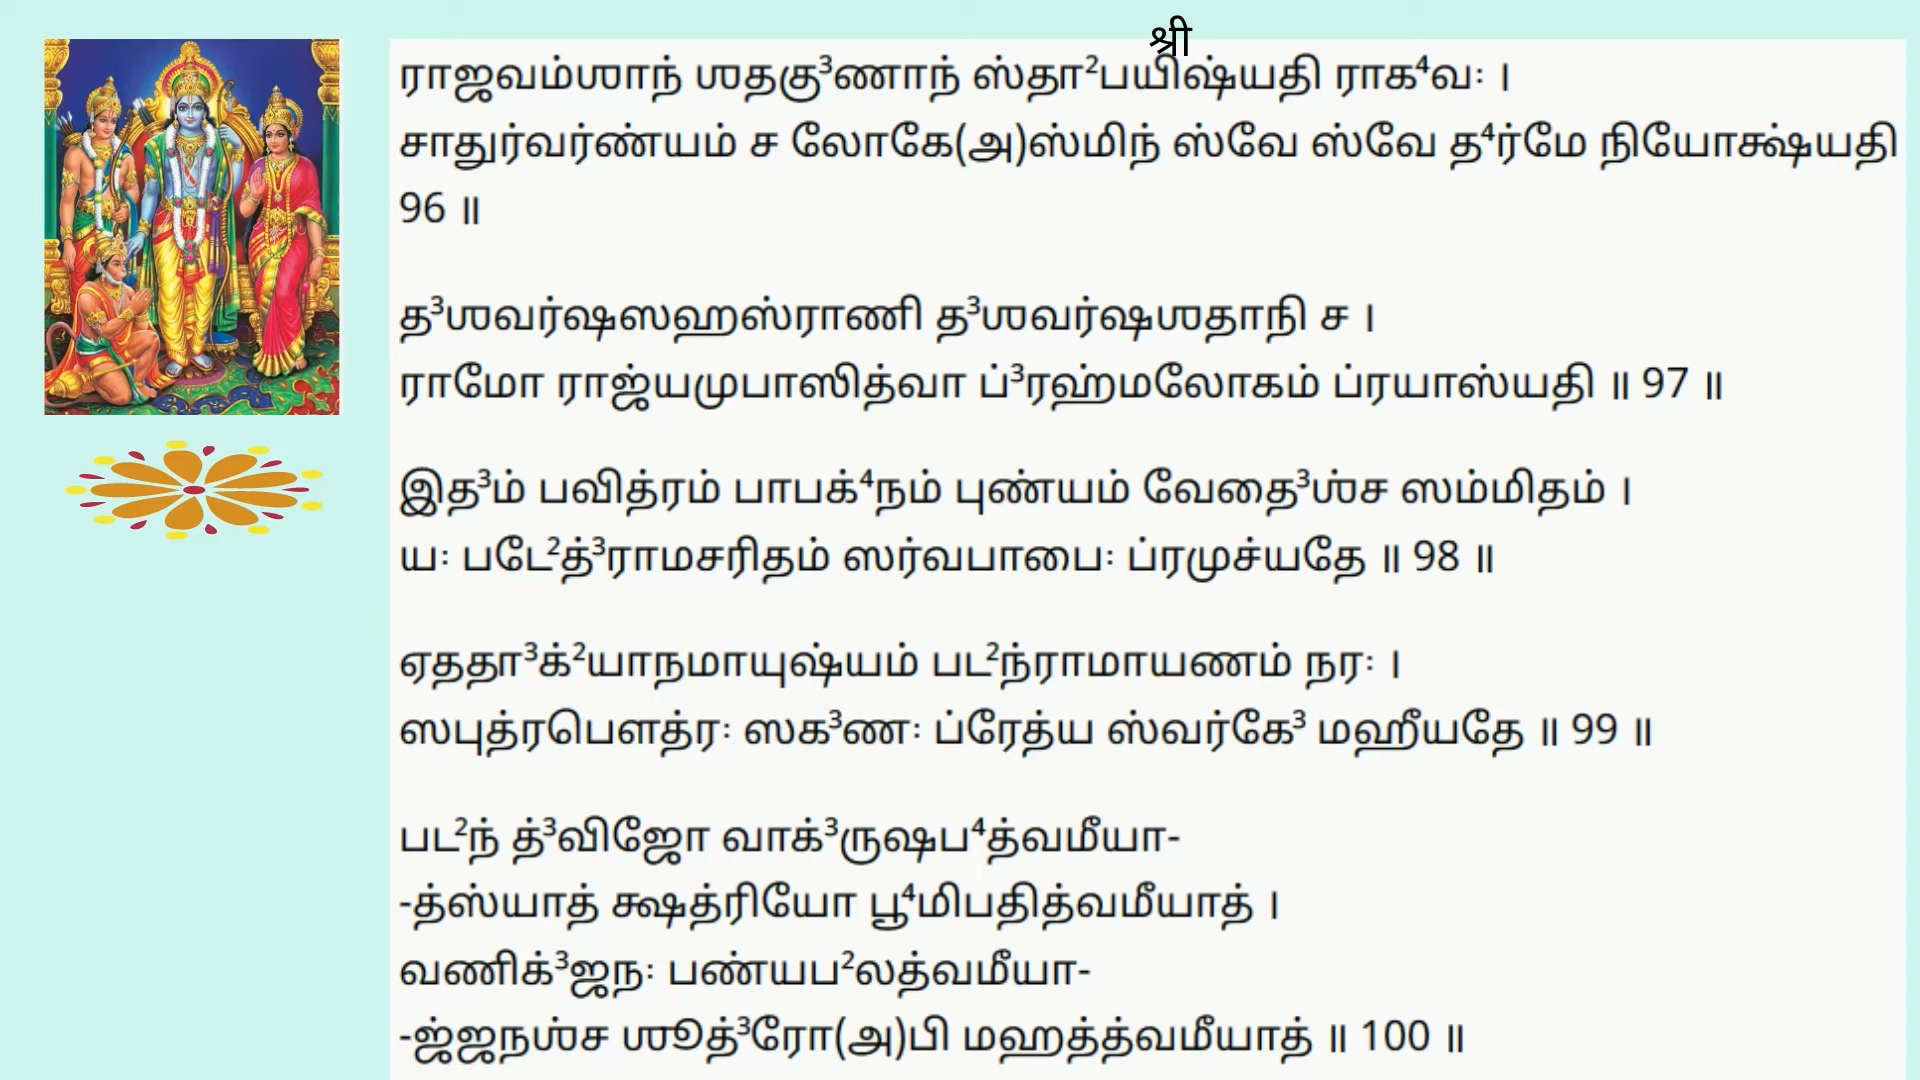 श्री
ராஜவம்ஶாந் ஶதகு³ணாந் ஸ்தா²பயிஷ்யதி ராக⁴வ꞉ ।
சாதுர்வர்ண்யம் ச லோகே(அ)ஸ்மிந் ஸ்வே ஸ்வே த⁴ர்மே நியோக்ஷ்யதி
96 ॥
த³ஶவர்ஷஸஹஸ்ராணி த³ஶவர்ஷஶதாநி ச ।
ராமோ ராஜ்யமுபாஸித்வா ப்³ரஹ்மலோகம் ப்ரயாஸ்யதி ॥ 97 ॥
இத³ம் பவித்ரம் பாபக்⁴நம் புண்யம் வேதை³ஶ்ச ஸம்மிதம் ।
ய꞉ படே²த்³ராமசரிதம் ஸர்வபாபை꞉ ப்ரமுச்யதே ॥ 98 ॥
ஏததா³க்²யாநமாயுஷ்யம் பட²ந்ராமாயணம் நர꞉ ।
ஸபுத்ரபௌத்ர꞉ ஸக³ண꞉ ப்ரேத்ய ஸ்வர்கே³ மஹீயதே ॥ 99 ॥
பட²ந் த்³விஜோ வாக்³ருஷப⁴த்வமீயா-
-த்ஸ்யாத் க்ஷத்ரியோ பூ⁴மிபதித்வமீயாத் ।
வணிக்³ஜந꞉ பண்யப²லத்வமீயா-
-ஜ்ஜநஶ்ச ஶூத்³ரோ(அ)பி மஹத்த்வமீயாத் ॥ 100 ॥